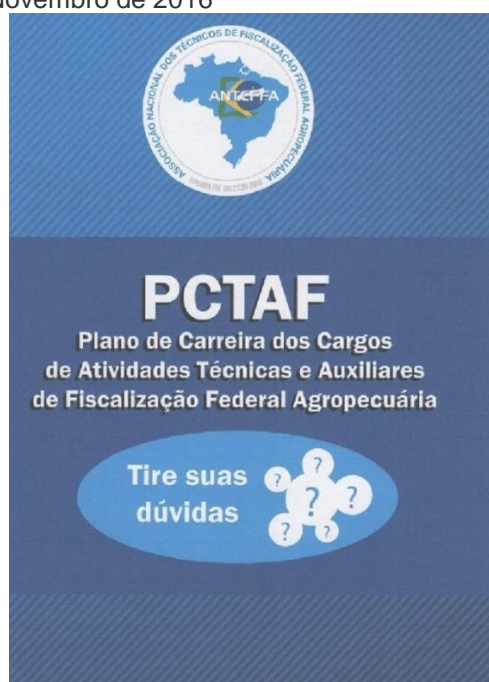 Novembro de 2016
ASSOCIAÇÃO NACIONAL DOS TÉCNICOS DE FISCALIZAÇÃO FEDERAL AGROPECUÁRIA
ANTEFFA
PCTAF
Plano de Carreira dos Cargos
de Atividades Técnicas e Auxiliares
de Fiscalização Federal Agropecuária
Tire suas
dúvidas
? ? ? ? ? ?